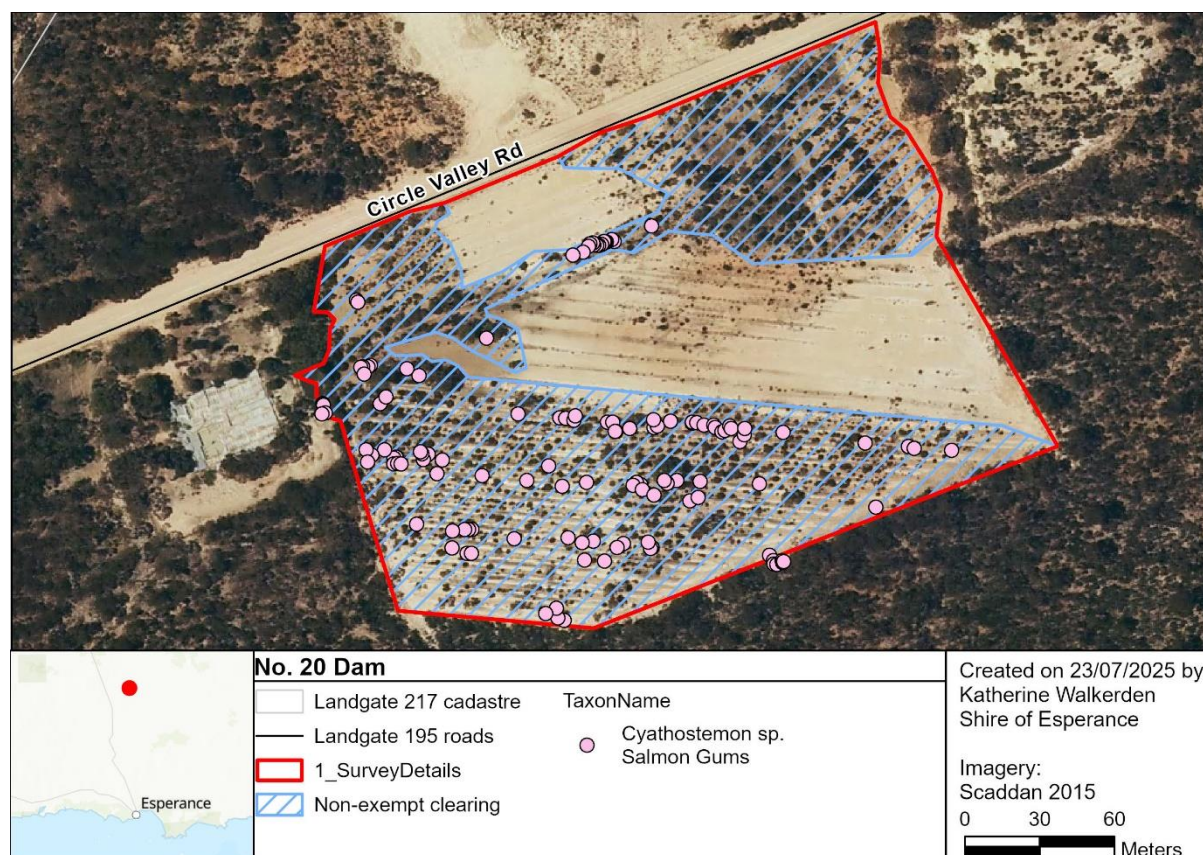 Circle Valley Rd
No. 20 Dam
Landgate 217 cadastre
Landgate 195 roads
1_SurveyDetails
Non-exempt clearing
TaxonName
Cyathostemon sp.
Salmon Gums
Created on 23/07/2025 by
Katherine Walkerden
Shire of Esperance
Imagery:
Scaddan 2015
0 30 60
Meters
Esperance